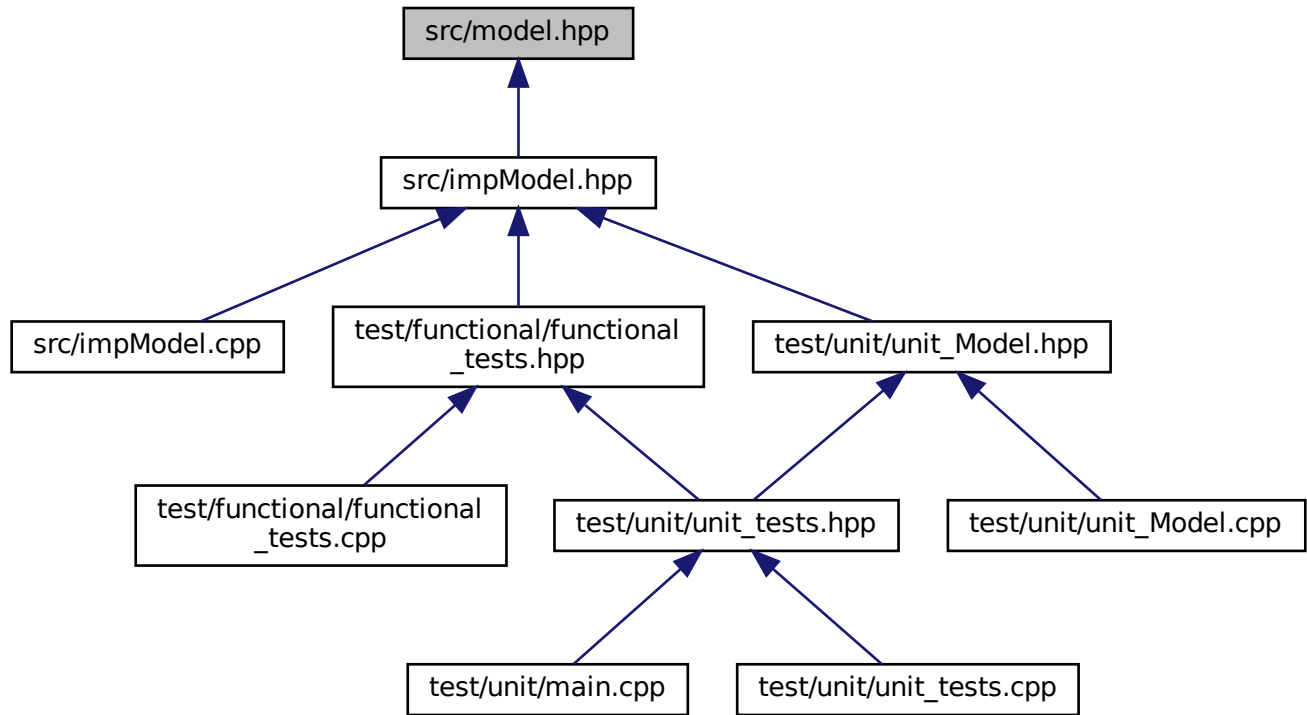 src/model.hpp
src/impModel.hpp
src/impModel.cpp
test/functional/functional
_tests.hpp
test/unit/unit_Model.hpp
test/functional/functional
_tests.cpp
test/unit/unit_tests.hpp
test/unit/unit_Model.cpp
test/unit/main.cpp
test/unit/unit_tests.cpp